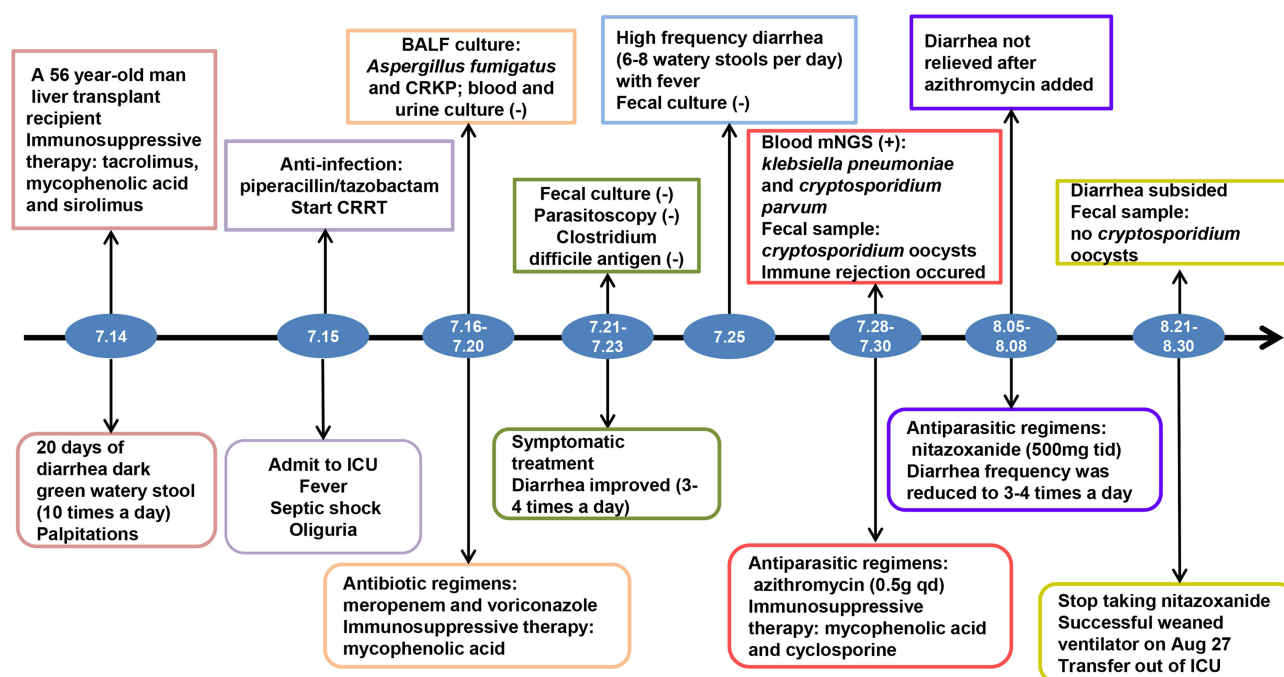 A 56 year-old man
liver transplant
recipient
Immunosuppressive
therapy: tacrolimus,
mycophenolic acid
and sirolimus
Anti-infection:
piperacillin/tazobactam
Start CRRT
BALF culture:
Aspergillus fumigatus
and CRKP; blood and
urine culture (-)
Fecal culture (-)
Parasitoscopy (-)
Clostridium
difficile antigen (-)
High frequency diarrhea
(6-8 watery stools per day)
with fever
Fecal culture (-)
Blood mNGS (+):
klebsiella pneumoniae
and cryptosporidium
parvum
Fecal sample:
cryptosporidium oocysts
Immune rejection occured
Diarrhea not
relieved after
azithromycin added
Diarrhea subsided
Fecal sample:
no cryptosporidium
oocysts
7.14
7.15
7.16-
7.20
7.21-
7.23
7.25
7.28-
7.30
8.05-
8.08
8.21-
8.30
20 days of
diarrhea dark
green watery stool
(10 times a day)
Palpitations
Admit to ICU
Fever
Septic shock
Oliguria
Antibiotic regimens:
meropenem and voriconazole
Immunosuppressive therapy:
mycophenolic acid
Symptomatic
treatment
Diarrhea improved (3-
4 times a day)
Antiparasitic regimens:
azithromycin (0.5g qd)
Immunosuppressive
therapy: mycophenolic acid
and cyclosporine
Antiparasitic regimens:
nitazoxanide (500mg tid)
Diarrhea frequency was
reduced to 3-4 times a day
Stop taking nitazoxanide
Successful weaned
ventilator on Aug 27
Transfer out of ICU